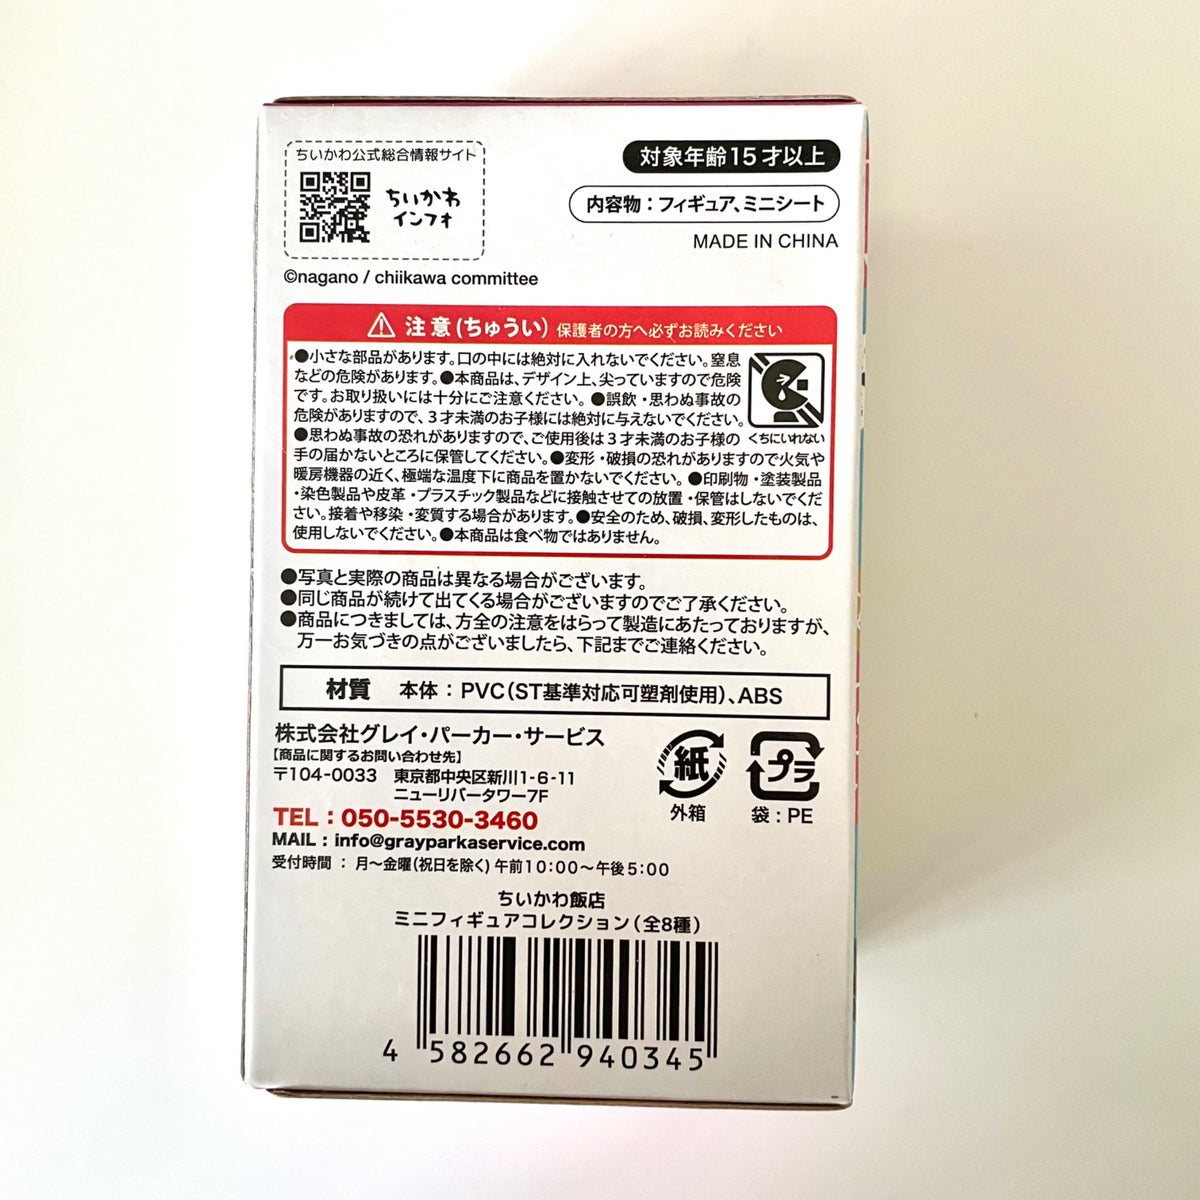 ちいかわ公式総合情報サイト
ちいかわ
インフォ
対象年齢15才以上
内容物：フィギュア、ミニシート
MADE IN CHINA
©nagano / chiikawa committee
注意(ちゅうい) 保護者の方へ必ずお読みください
●小さな部品があります。口の中には絶対に入れないでください。窒息
などの危険があります。●本商品は、デザイン上、尖っていますので危険
です。お取り扱いには十分にご注意ください。●誤飲・思わぬ事故の
危険がありますので、３才未満のお子様には絶対に与えないでください。
●思わぬ事故の恐れがありますので、ご使用後は３才未満のお子様の
くちにいれない
手の届かないところに保管してください。●変形・破損の恐れがありますので火気や
暖房機器の近く、極端な温度下に商品を置かないでください。●印刷物・塗装製品
・染色製品や皮革・プラスチック製品などに接触させての放置・保管はしないでくだ
さい。接着や移染・変質する場合があります。●安全のため、破損、変形したものは、
使用しないでください。●本商品は食べ物ではありません。
●写真と実際の商品は異なる場合がございます。
●同じ商品が続けて出てくる場合がございますのでご了承ください。
●商品につきましては、万全の注意をはらって製造にあたっておりますが、
万一お気づきの点がございましたら、下記までご連絡ください。
材質 本体：PVC(ST基準対応可塑剤使用)、ABS
株式会社グレイ・パーカー・サービス
【商品に関するお問い合わせ先】
〒104-0033 東京都中央区新川1-6-11
ニューリバータワー7F
TEL：050-5530-3460
MAIL：info@grayparkaservice.com
受付時間 ： 月～金曜(祝日を除く) 午前10:00～午後5:00
紙
外箱
プラ
袋：PE
ちいかわ飯店
ミニフィギュアコレクション(全8種)
4 582662 940345